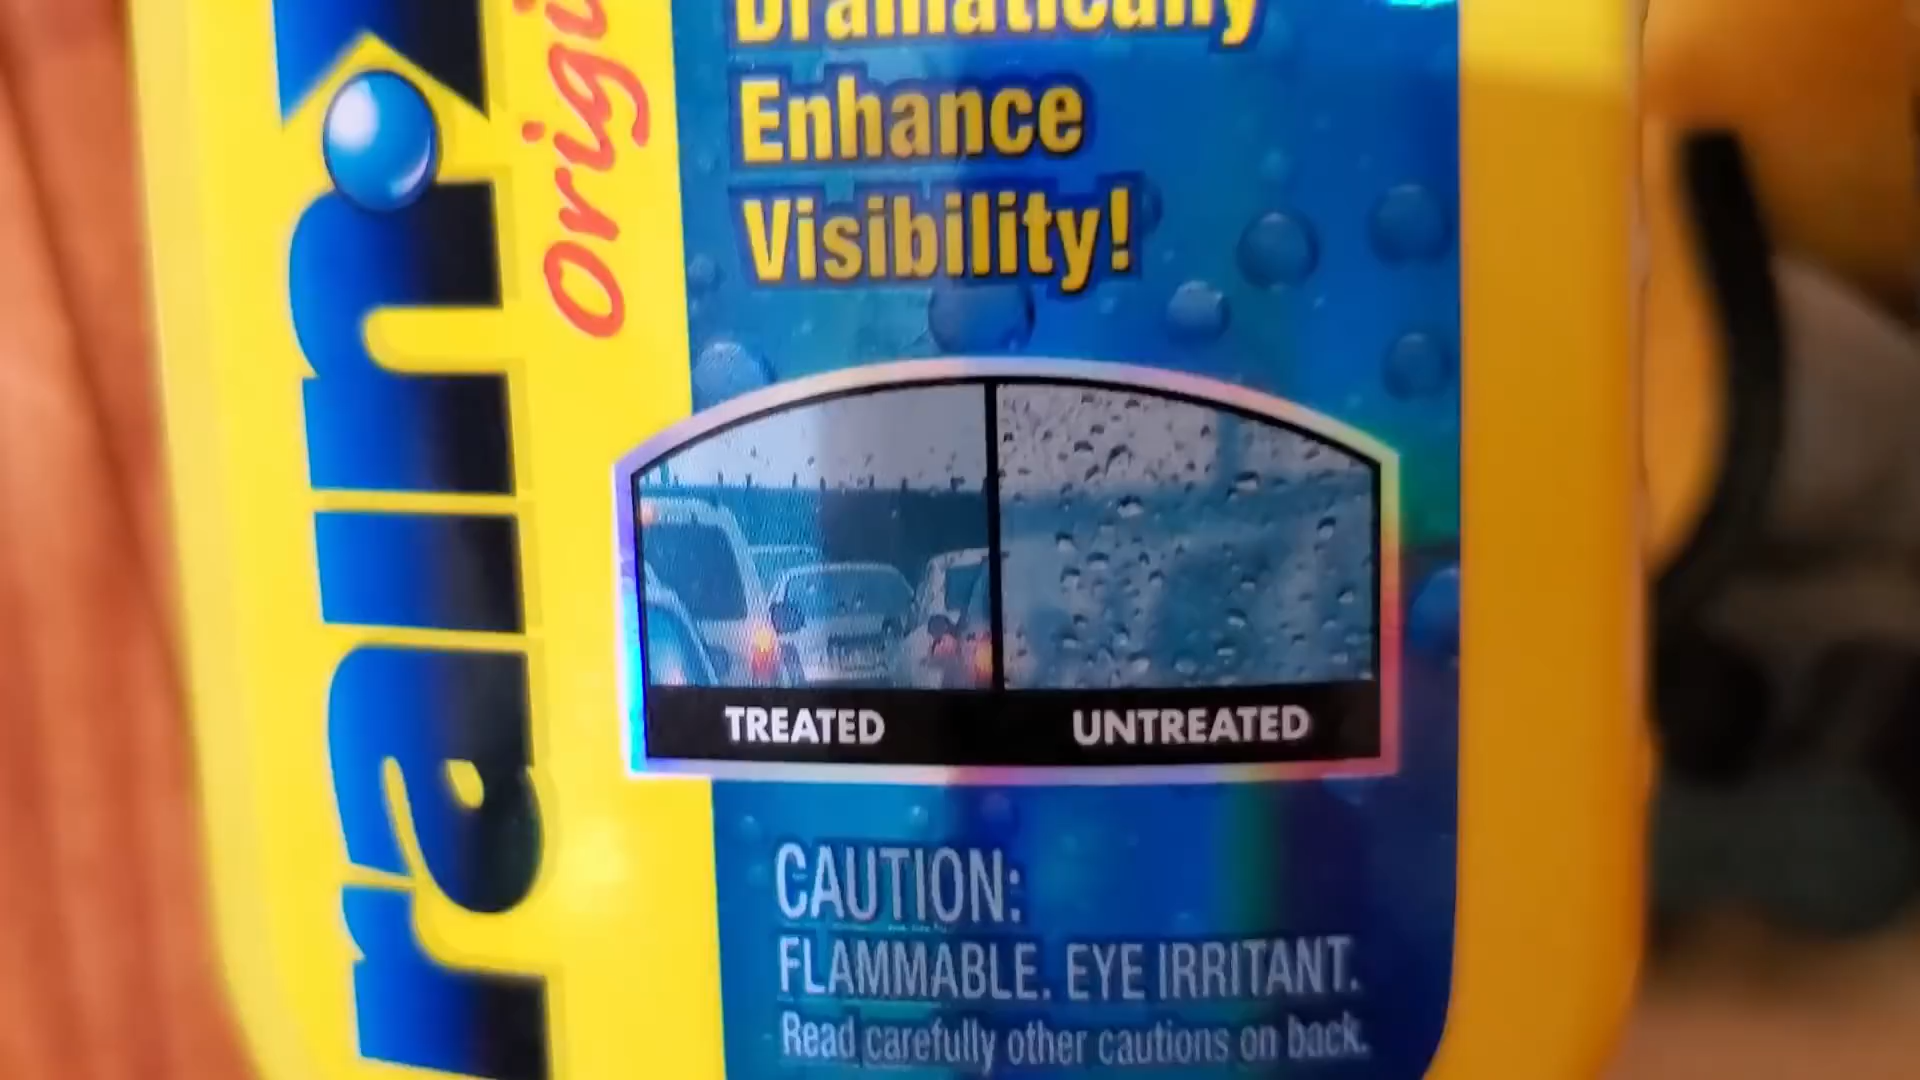 rain
Origi
Dramatically
Enhance
Visibility!
TREATED
UNTREATED
CAUTION:
FLAMMABLE. EYE IRRITANT.
Read carefully other cautions on back.